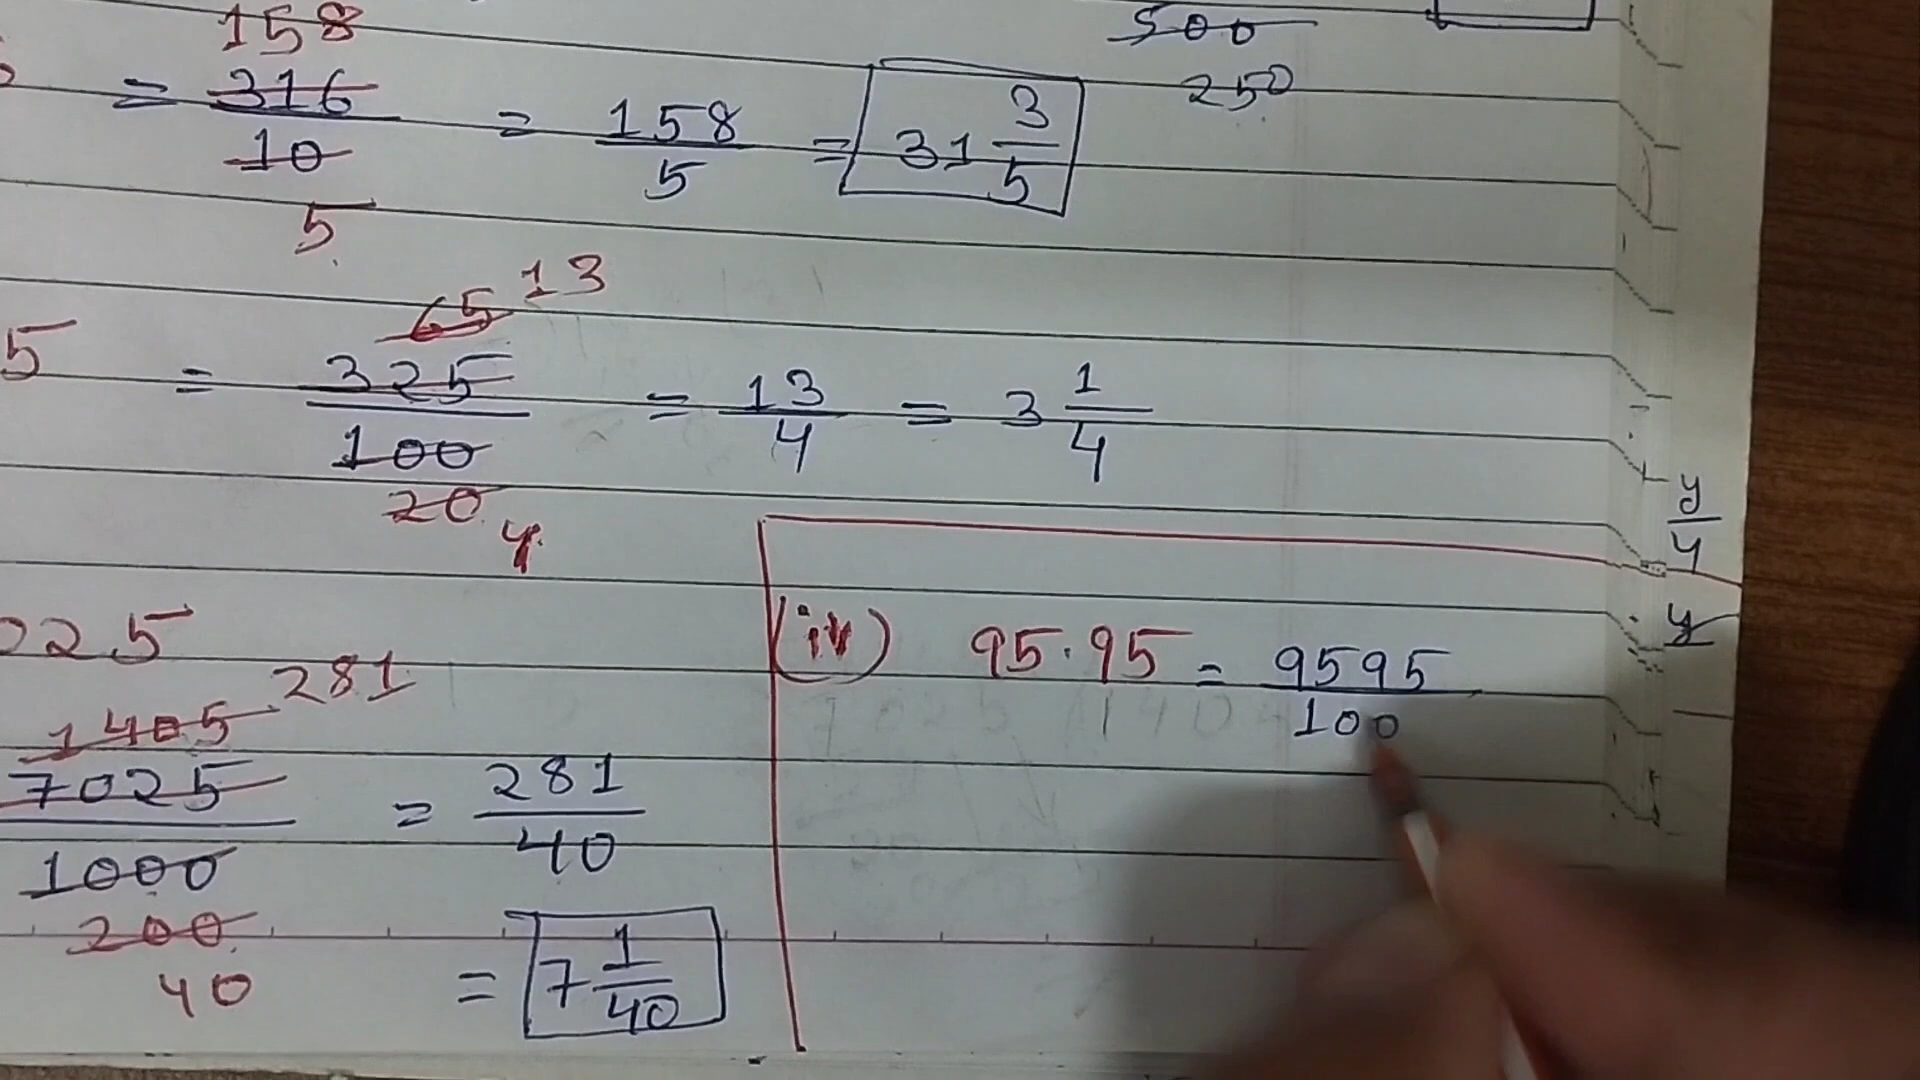 500
250
158
= 316/10 = 158/5 = 31 3/5
5
65 13
5 = 325/100 = 13/4 = 3 1/4
20 4
y/4
y
025
(iv) 95.95 = 9595/100
1405 281
7025/1000 = 281/40
200
40
= 7 1/40